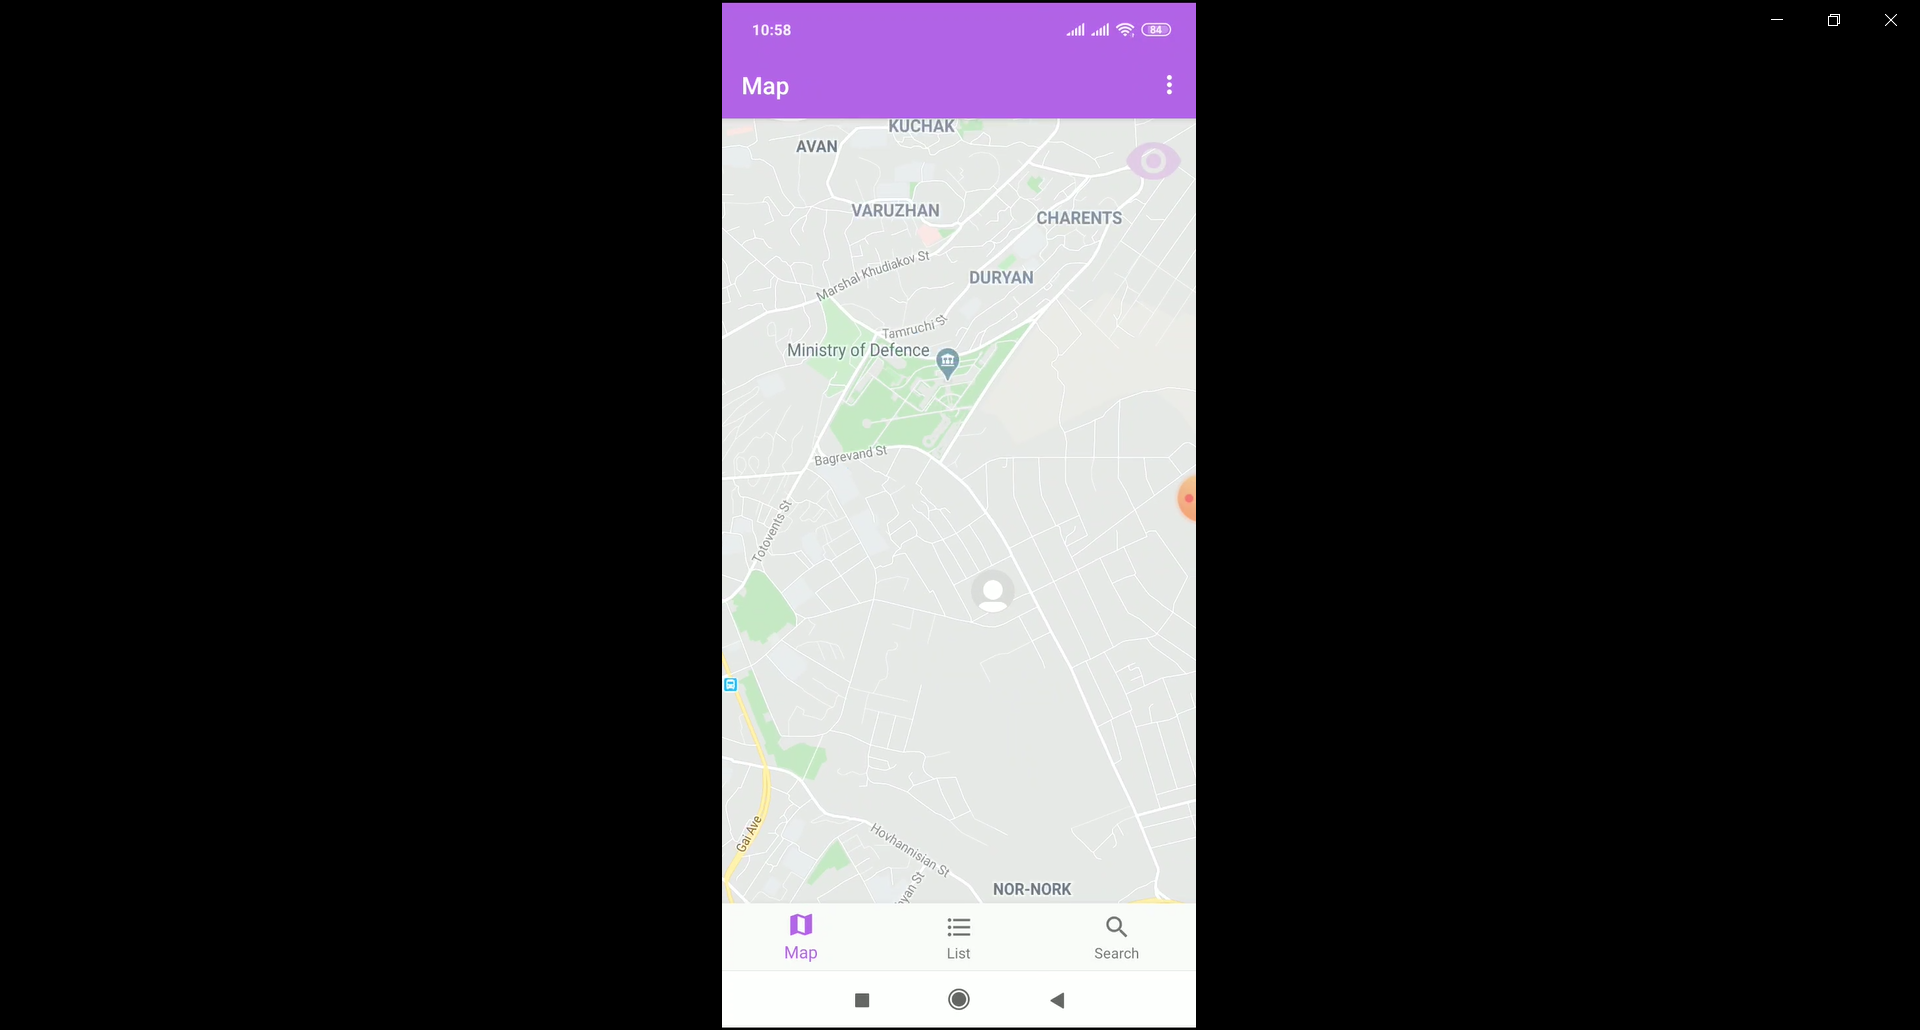 10:58
84
Map
KUCHAK
AVAN
VARUZHAN
CHARENTS
Marshal Khudiakov St
DURYAN
Tamruchi St
Ministry of Defence
Bagrevand St
Totovents St
Gai Ave
Hovhannisian St
yan St
NOR-NORK
Map
List
Search